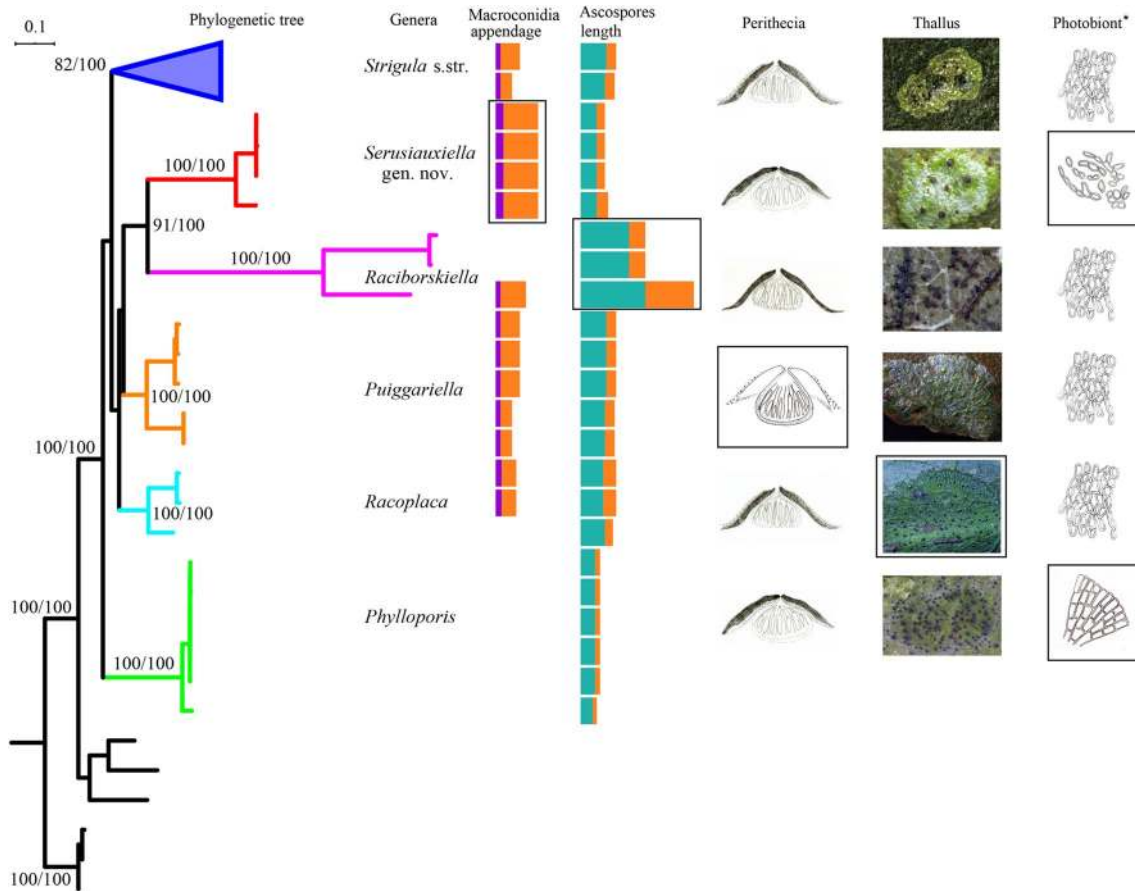 0.1
Phylogenetic tree
Genera
Macroconidia
appendage
Ascospores
length
Perithecia
Thallus
Photobiont*
82/100
Strigula s.str.
100/100
Serusiauxiella
gen. nov.
91/100
100/100
Raciborskiella
Puiggariella
100/100
100/100
Racoplaca
100/100
100/100
Phylloporis
100/100
100/100